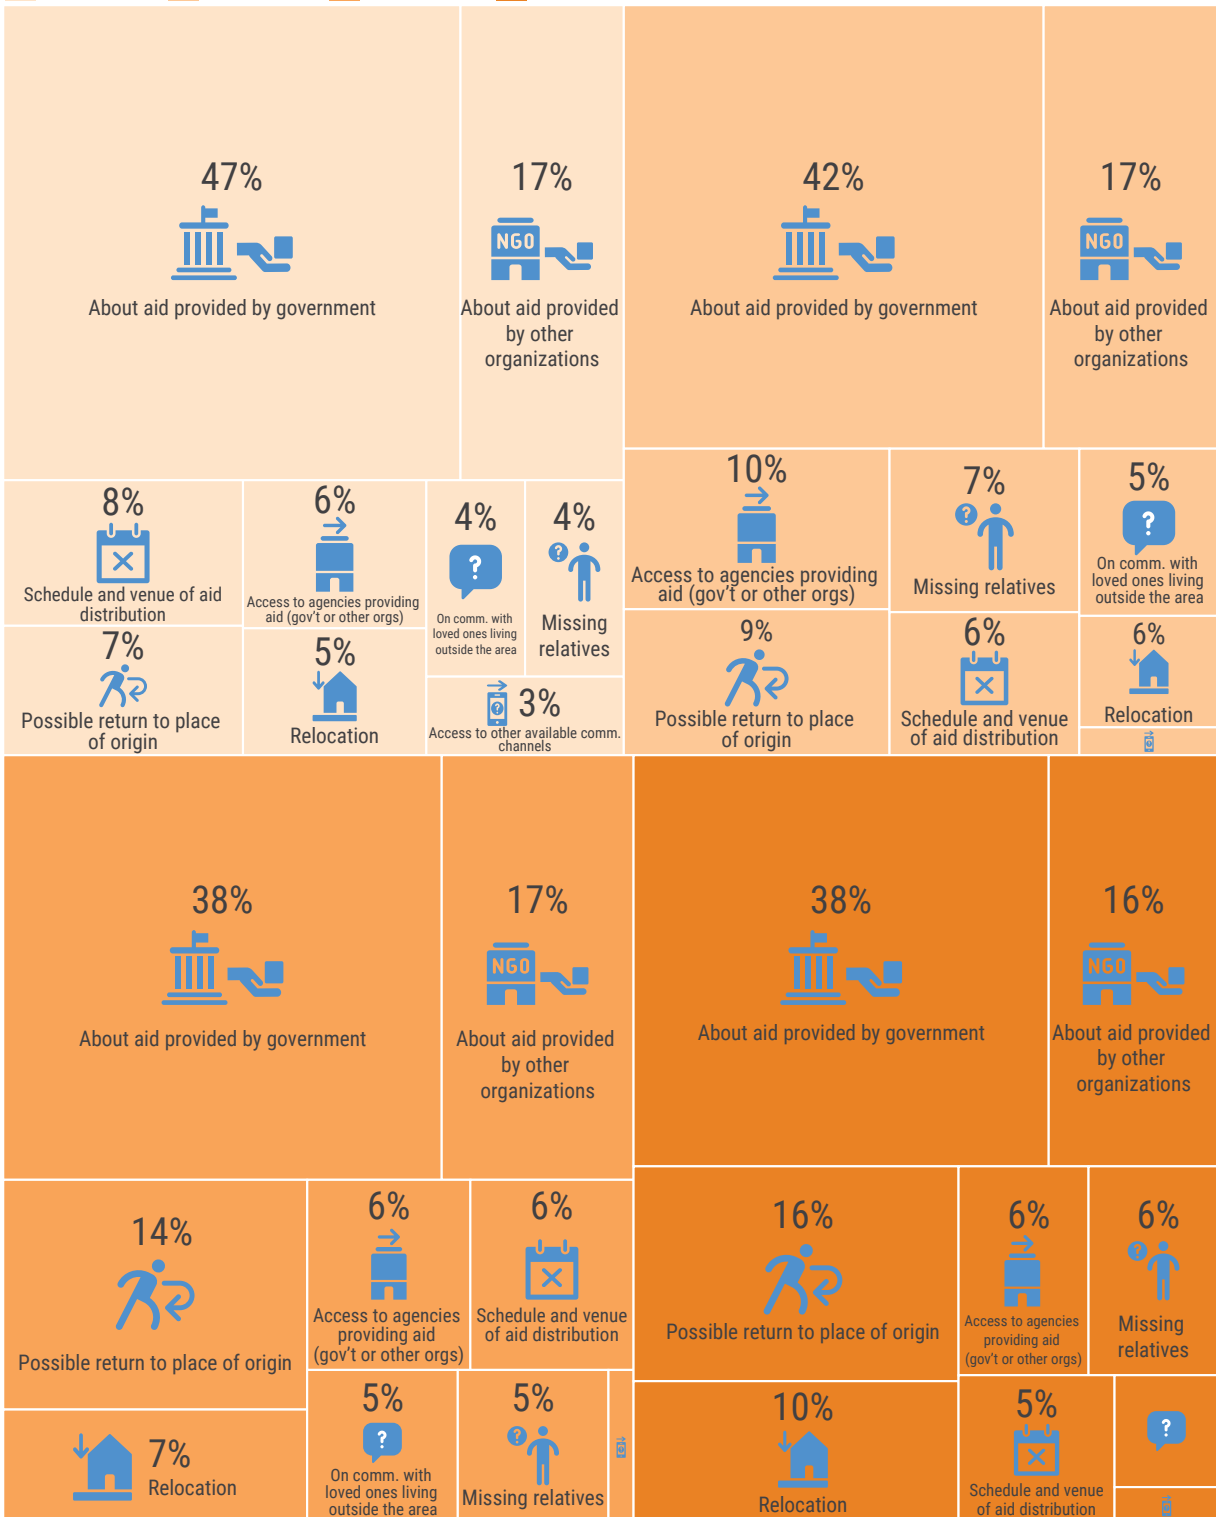 47%
About aid provided by government
17%
NGO
About aid provided
by other
organizations
42%
About aid provided by government
17%
NGO
About aid provided
by other
organizations
8%
Schedule and venue of aid
distribution
6%
Access to agencies providing
aid (gov't or other orgs)
4%
?
On comm. with
loved ones living
outside the area
4%
?
Missing
relatives
7%
Possible return to place
of origin
5%
Relocation
?
3%
Access to other available comm.
channels
10%
Access to agencies providing
aid (gov't or other orgs)
7%
?
Missing relatives
5%
?
On comm. with
loved ones living
outside the area
9%
Possible return to place
of origin
6%
Schedule and venue
of aid distribution
6%
Relocation
38%
About aid provided by government
17%
NGO
About aid provided
by other
organizations
38%
About aid provided by government
16%
NGO
About aid provided
by other
organizations
14%
Possible return to place of origin
6%
Access to agencies
providing aid
(gov't or other orgs)
6%
Schedule and venue
of aid distribution
7%
Relocation
5%
?
On comm. with
loved ones living
outside the area
5%
?
Missing relatives
16%
Possible return to place of origin
6%
Access to agencies
providing aid
(gov't or other orgs)
6%
?
Missing
relatives
10%
Relocation
5%
Schedule and venue
of aid distribution
?